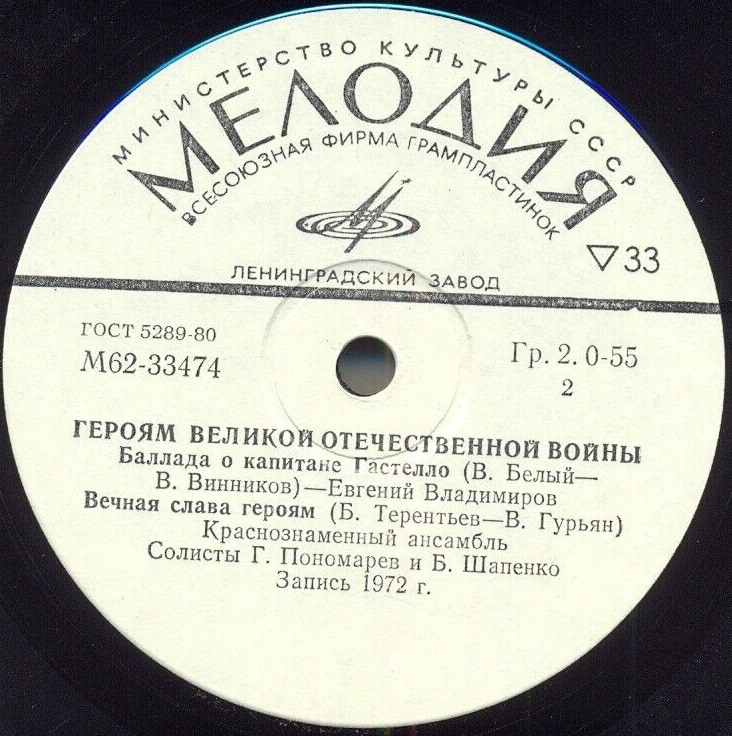 МИНИСТЕРСТВО КУЛЬТУРЫ СССР
МЕЛОДИЯ
ВСЕСОЮЗНАЯ ФИРМА ГРАМПЛАСТИНОК
ЛЕНИНГРАДСКИЙ ЗАВОД
▽33
ГОСТ 5289-80
М62-33474
Гр. 2. 0-55
2
ГЕРОЯМ ВЕЛИКОЙ ОТЕЧЕСТВЕННОЙ ВОЙНЫ
Баллада о капитане Гастелло (В. Белый—
В. Винников)—Евгений Владимиров
Вечная слава героям (Б. Терентьев—В. Гурьян)
Краснознаменный ансамбль
Солисты Г. Пономарев и Б. Шапенко
Запись 1972 г.